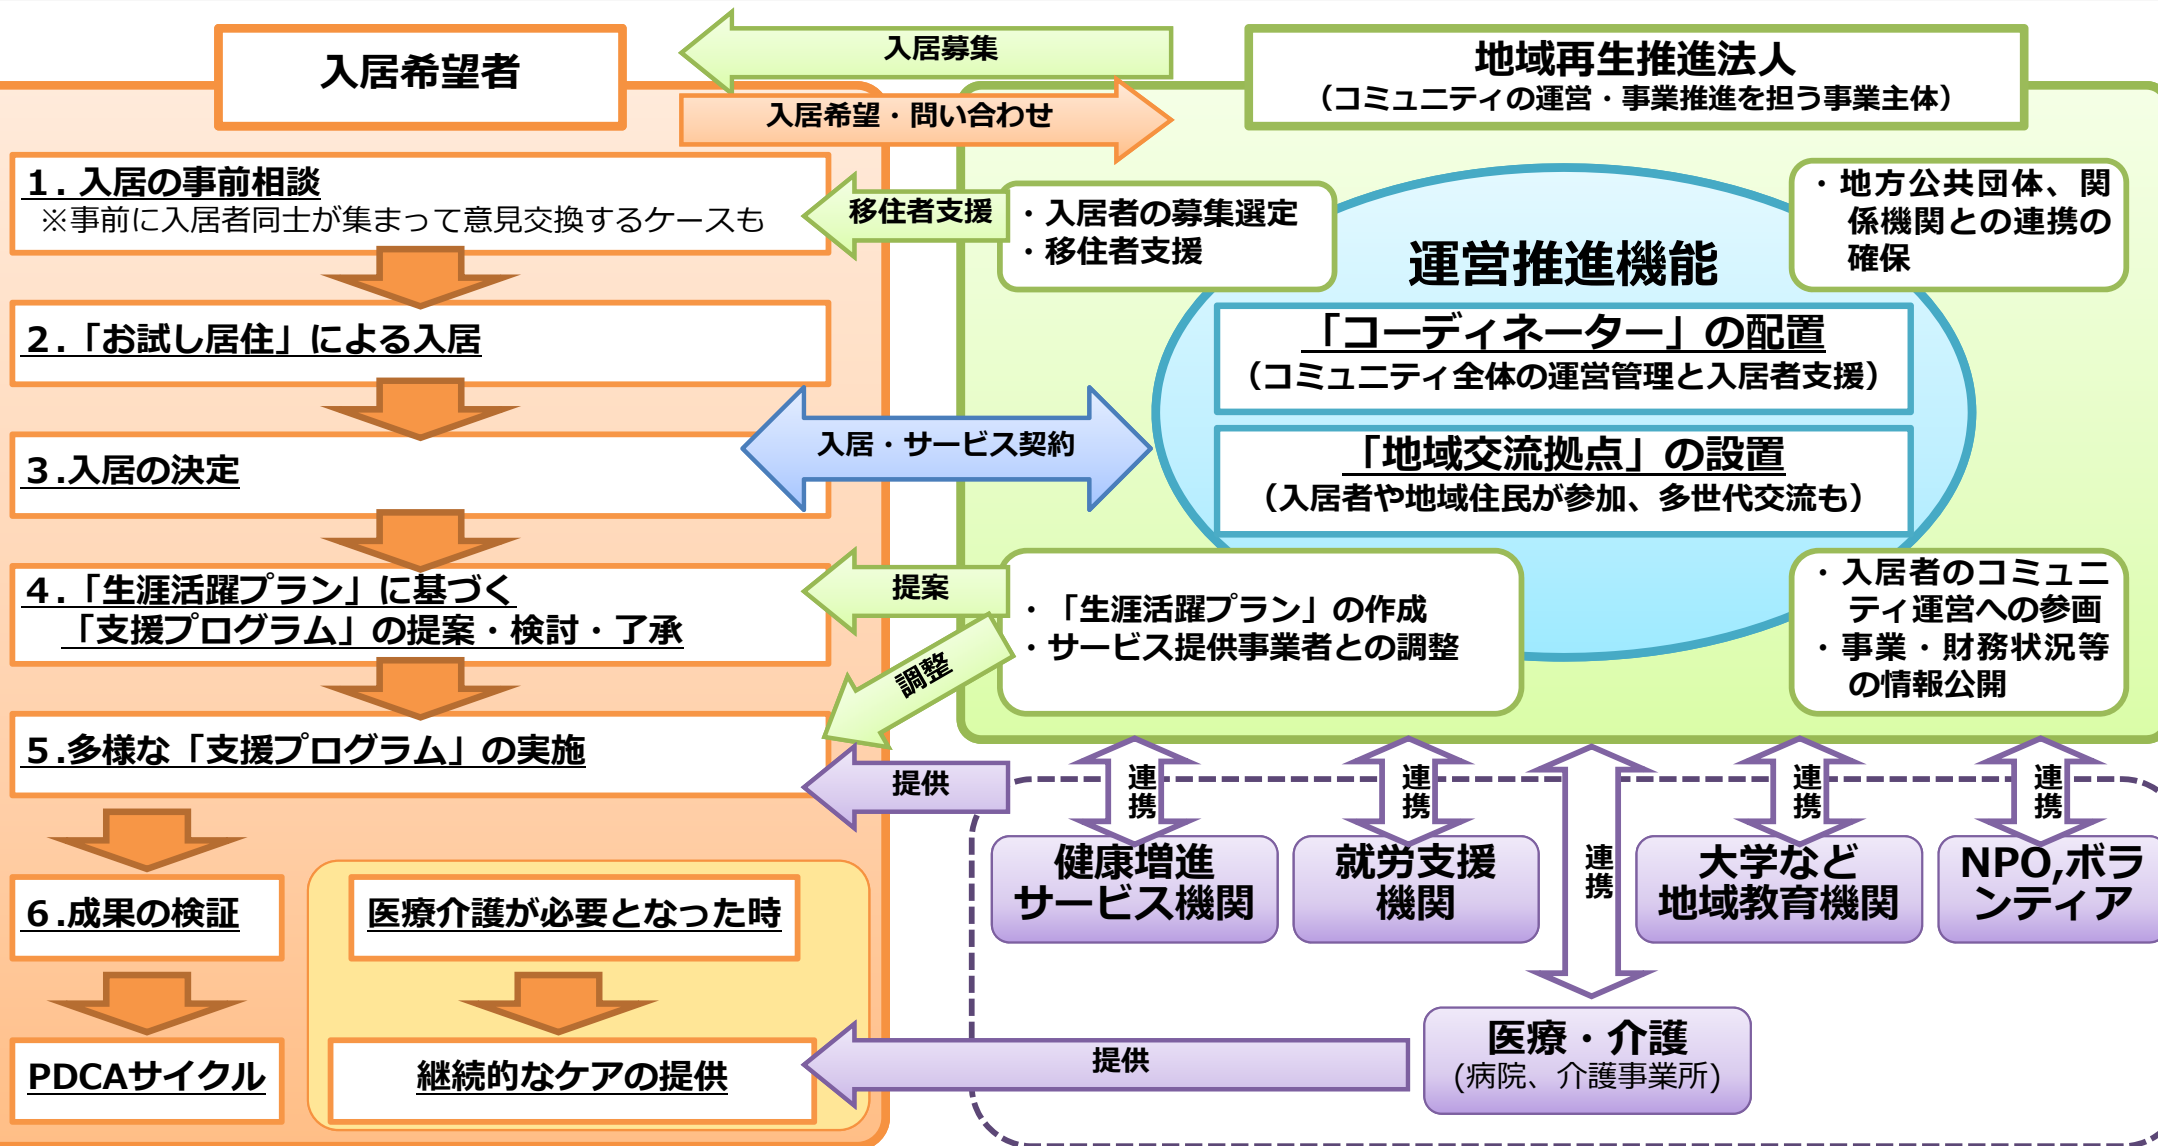 入居希望者
入居募集
入居希望・問い合わせ
地域再生推進法人
（コミュニティの運営・事業推進を担う事業主体）
１. 入居の事前相談
※事前に入居者同士が集まって意見交換するケースも
移住者支援
・入居者の募集選定
・移住者支援
運営推進機能
・地方公共団体、関
係機関との連携の
確保
２.「お試し居住」による入居
「コーディネーター」の配置
（コミュニティ全体の運営管理と入居者支援）
３.入居の決定
入居・サービス契約
「地域交流拠点」の設置
（入居者や地域住民が参加、多世代交流も）
４.「生涯活躍プラン」に基づく
「支援プログラム」の提案・検討・了承
提案
調整
・「生涯活躍プラン」の作成
・サービス提供事業者との調整
・入居者のコミュニ
ティ運営への参画
・事業・財務状況等
の情報公開
５.多様な「支援プログラム」の実施
提供
連携
連携
連携
連携
連携
健康増進
サービス機関
就労支援
機関
大学など
地域教育機関
NPO,ボラ
ンティア
６.成果の検証
医療介護が必要となった時
PDCAサイクル
継続的なケアの提供
提供
医療・介護
(病院、介護事業所)